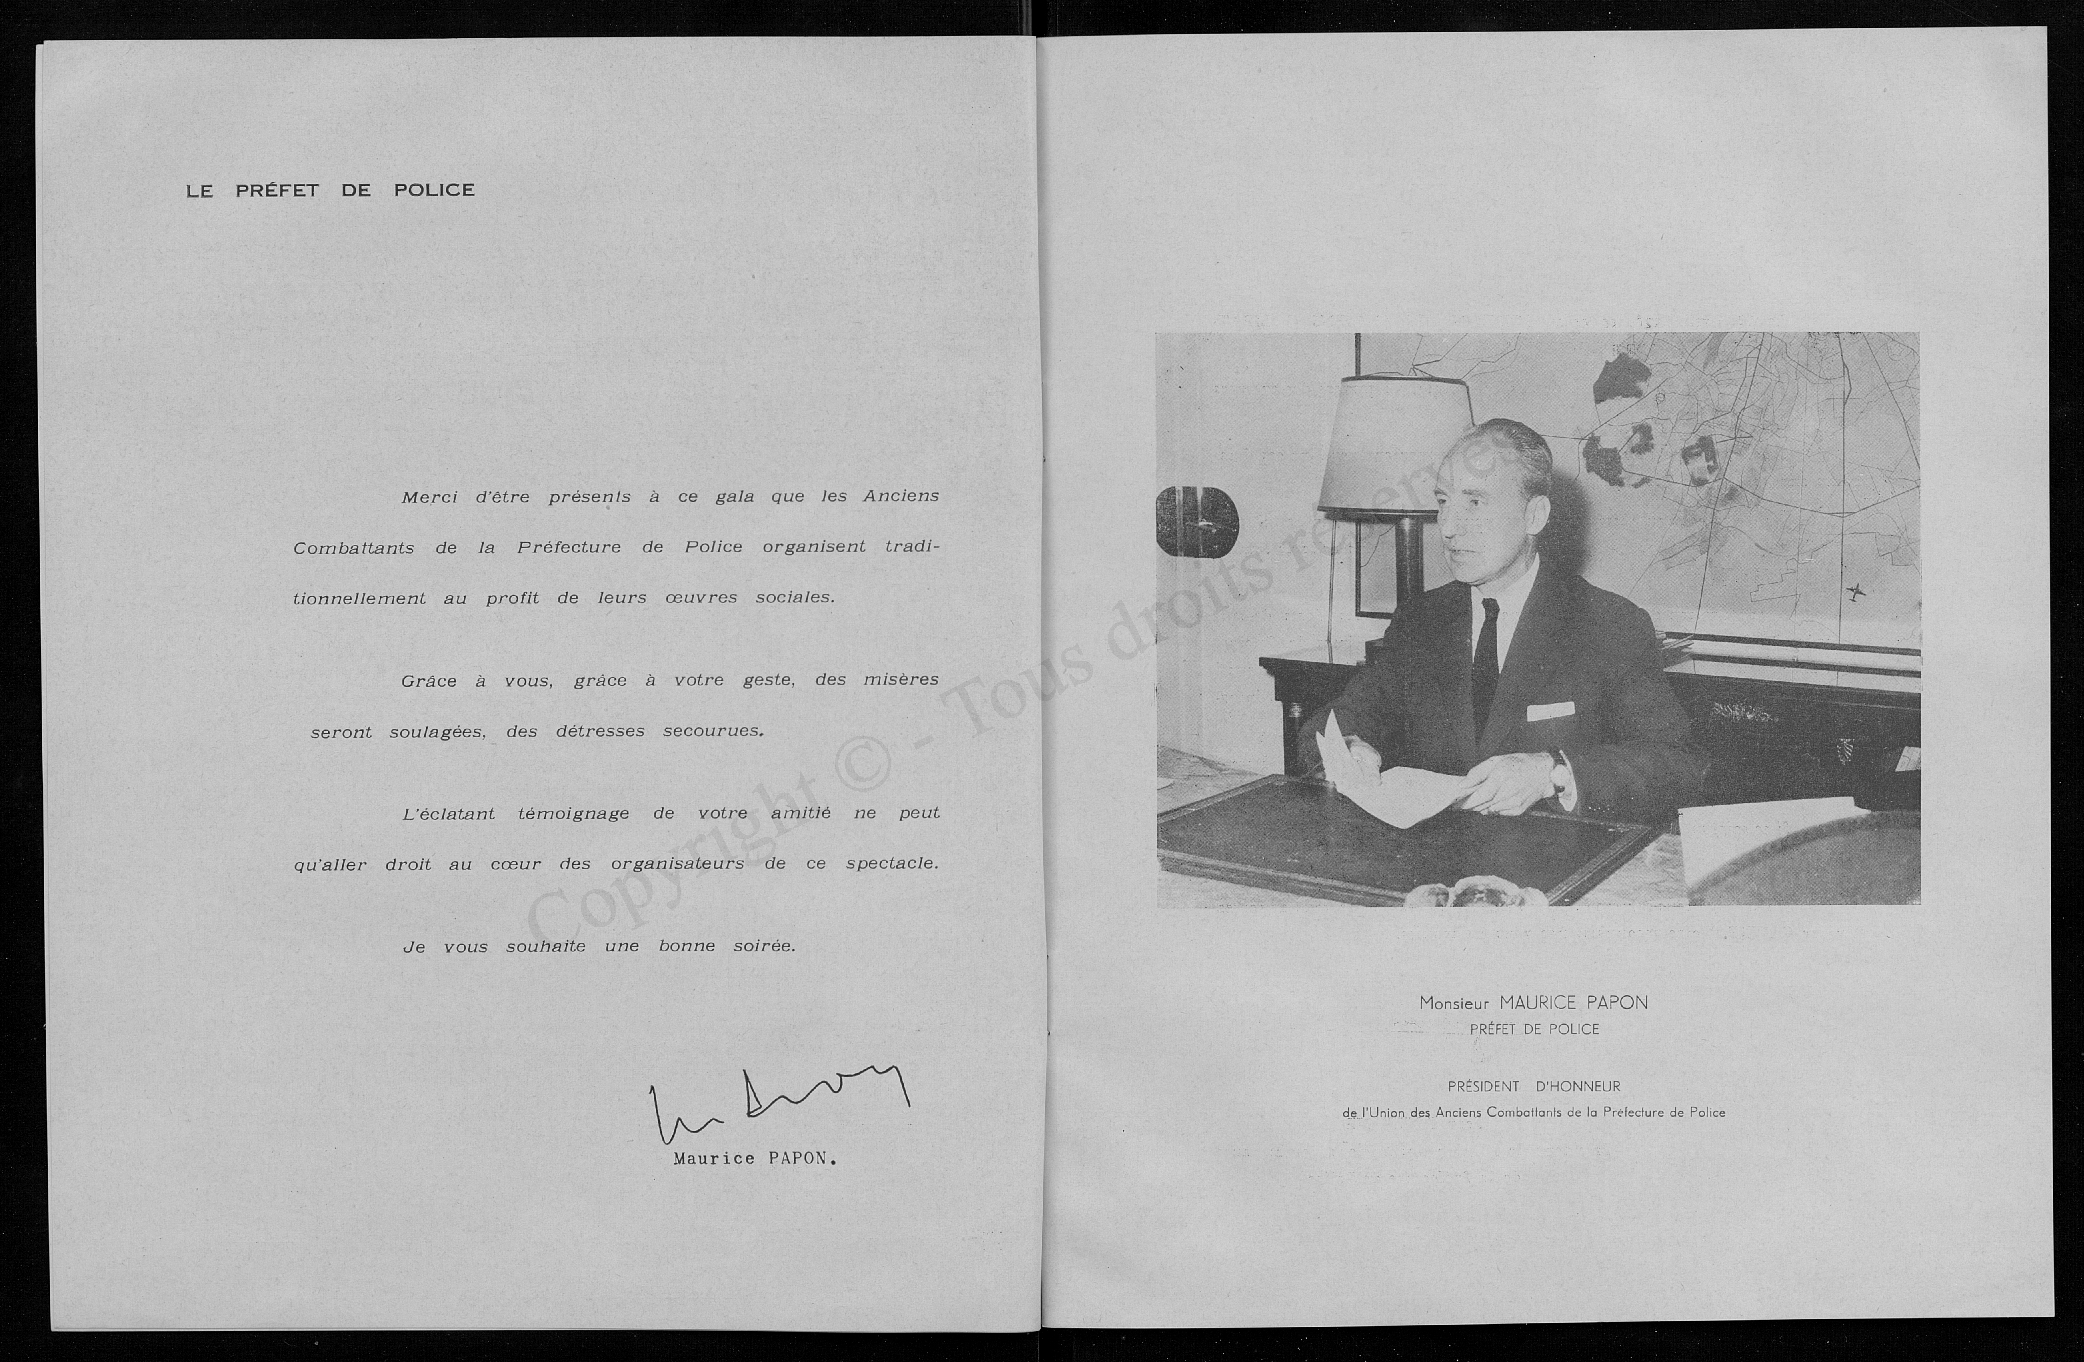 LE PRÉFET DE POLICE
Merci d'être présents à ce gala que les Anciens
Combattants de la Préfecture de Police organisent tradi-
tionnellement au profit de leurs œuvres sociales.
Grâce à vous, grâce à votre geste, des misères
seront soulagées, des détresses secourues.
L'éclatant témoignage de votre amitié ne peut
qu'aller droit au cœur des organisateurs de ce spectacle.
Je vous souhaite une bonne soirée.
Maurice PAPON.
Monsieur MAURICE PAPON
PRÉFET DE POLICE
PRÉSIDENT D'HONNEUR
de l'Union des Anciens Combattants de la Préfecture de Police
Copyright © - Tous droits réservés